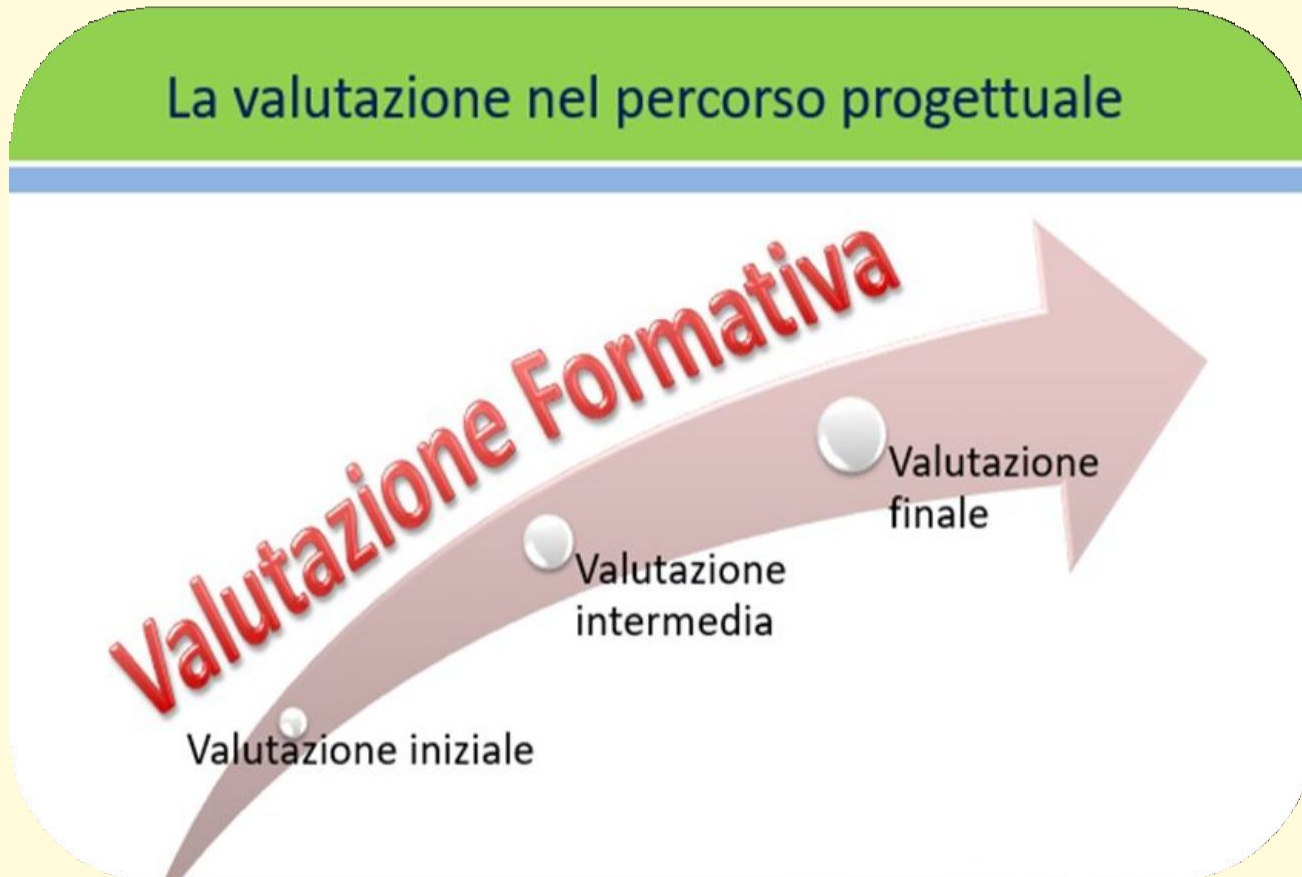 La valutazione nel percorso progettuale
Valutazione Formativa
Valutazione
finale
Valutazione
intermedia
Valutazione iniziale